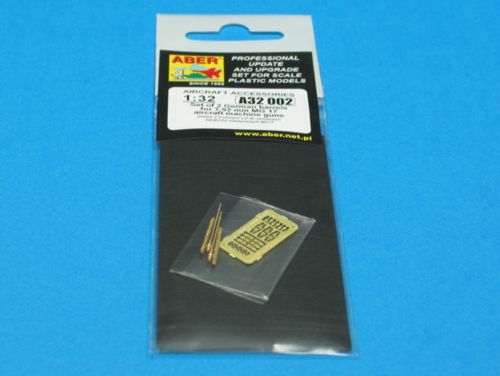 ABER
SINCE 1995
PROFESSIONAL
UPDATE
AND UPGRADE
SET FOR SCALE
PLASTIC MODELS
AIRCRAFT ACCESSORIES
1:32 A32 002
Set of 2 German barrels
for 7,92 mm MG 17
aircraft machine guns
www.aber.net.pl